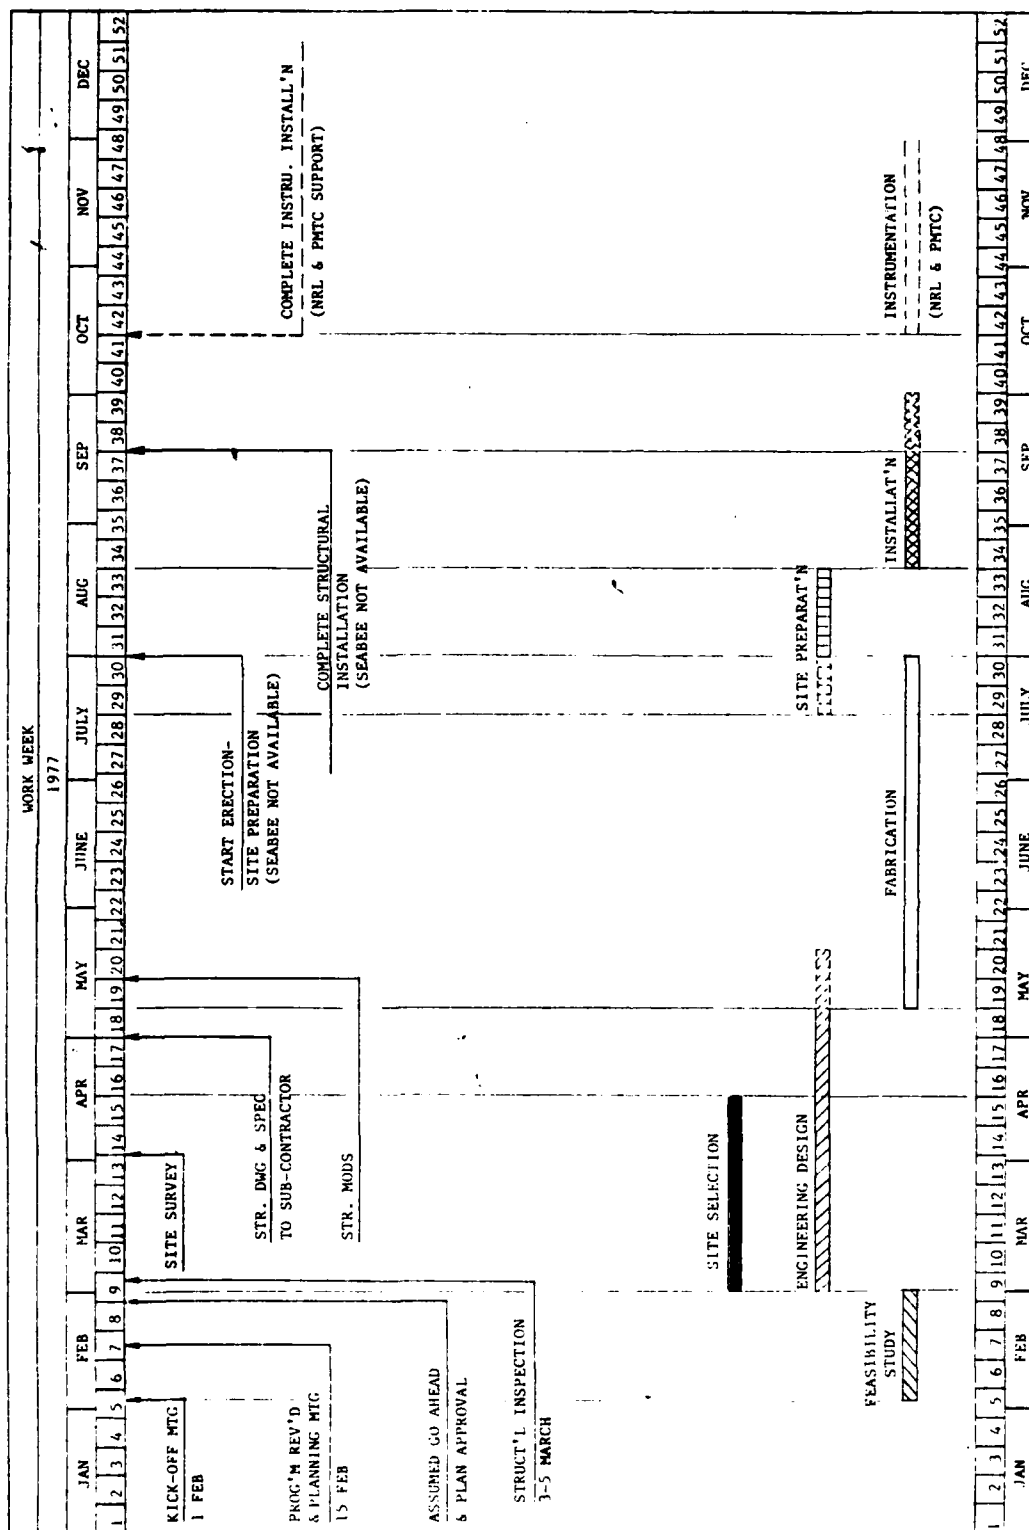 WORK WEEK
1977
JAN FEB MAR APR MAY JUNE JULY AUG SEP OCT NOV DEC
1 2 3 4 5 6 7 8 9 10 11 12 13 14 15 16 17 18 19 20 21 22 23 24 25 26 27 28 29 30 31 32 33 34 35 36 37 38 39 40 41 42 43 44 45 46 47 48 49 50 51 52
KICK-OFF MTG
1 FEB
SITE SURVEY
START ERECTION-
SITE PREPARATION
(SEABEE NOT AVAILABLE)
STR. DWG & SPEC
TO SUB-CONTRACTOR
COMPLETE INSTRU. INSTALL'N
(NRL & PMTC SUPPORT)
PROG'M REV'D
& PLANNING MTG
15 FEB
COMPLETE STRUCTURAL
INSTALLATION
(SEABEE NOT AVAILABLE)
STR. MODS
ASSUMED GO AHEAD
& PLAN APPROVAL
STRUCT'L INSPECTION
3-5 MARCH
SITE SELECTION
ENGINEERING DESIGN
SITE PREPARAT'N
FEASIBILITY
STUDY
FABRICATION
INSTALLAT'N
INSTRUMENTATION
(NRL & PMTC)
1 2 3 4 5 6 7 8 9 10 11 12 13 14 15 16 17 18 19 20 21 22 23 24 25 26 27 28 29 30 31 32 33 34 35 36 37 38 39 40 41 42 43 44 45 46 47 48 49 50 51 52
JAN FEB MAR APR MAY JUNE JULY AUG SEP OCT NOV DEC